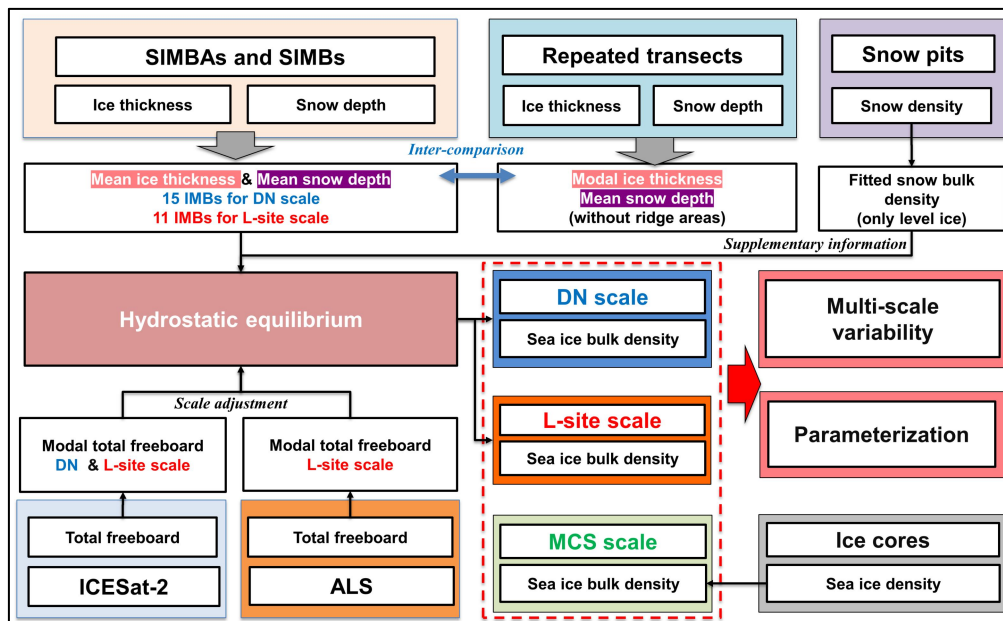 SIMBAs and SIMBs
Ice thickness
Snow depth
Repeated transects
Ice thickness
Snow depth
Snow pits
Snow density
Inter-comparison
Mean ice thickness & Mean snow depth
15 IMBs for DN scale
11 IMBs for L-site scale
Modal ice thickness
Mean snow depth
(without ridge areas)
Fitted snow bulk
density
(only level ice)
Supplementary information
Hydrostatic equilibrium
DN scale
Sea ice bulk density
Multi-scale
variability
Scale adjustment
Modal total freeboard
DN & L-site scale
Modal total freeboard
L-site scale
L-site scale
Sea ice bulk density
Parameterization
Total freeboard
ICESat-2
Total freeboard
ALS
MCS scale
Sea ice bulk density
Ice cores
Sea ice density